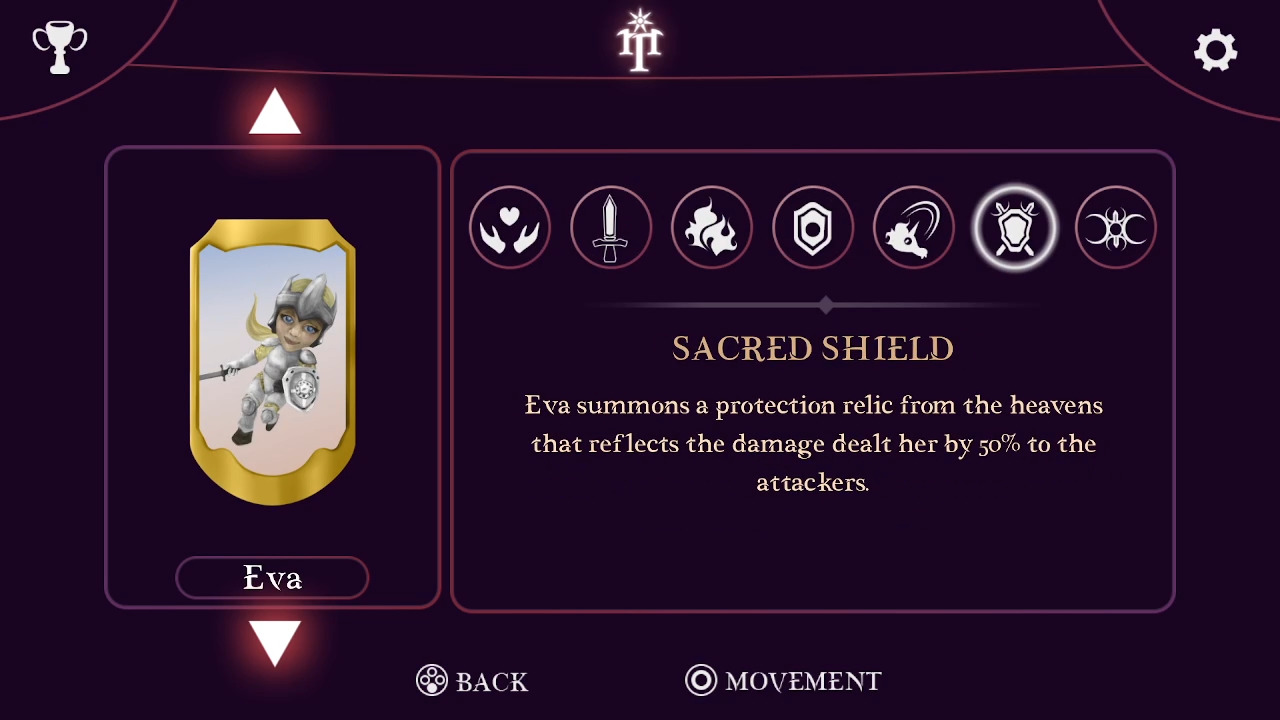 SACRED SHIELD
Eva summons a protection relic from the heavens
that reflects the damage dealt her by 50% to the
attackers.
Eva
BACK
MOVEMENT